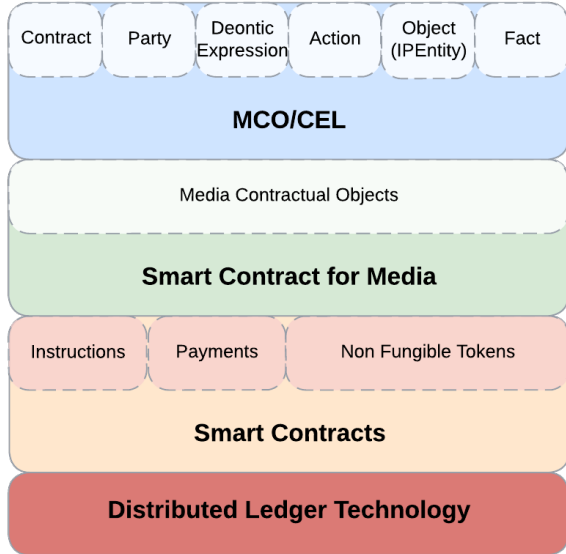 Contract
Party
Deontic
Expression
Action
Object
(IPEntity)
Fact
MCO/CEL
Media Contractual Objects
Smart Contract for Media
Instructions
Payments
Non Fungible Tokens
Smart Contracts
Distributed Ledger Technology